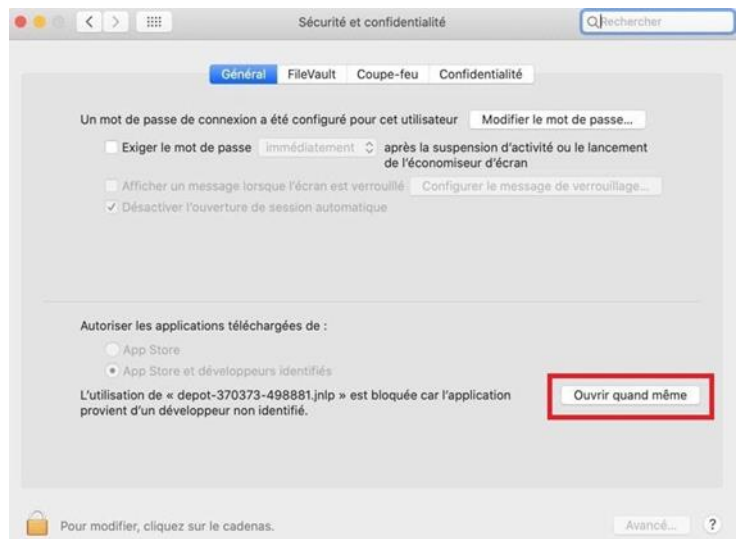 Sécurité et confidentialité
Rechercher
Général FileVault Coupe-feu Confidentialité
Un mot de passe de connexion a été configuré pour cet utilisateur Modifier le mot de passe...
Exiger le mot de passe immédiatement après la suspension d'activité ou le lancement
de l'économiseur d'écran
Afficher un message lorsque l'écran est verrouillé Configurer le message de verrouillage...
Désactiver l'ouverture de session automatique
Autoriser les applications téléchargées de :
App Store
App Store et développeurs identifiés
L'utilisation de « depot-370373-498881.jnlp » est bloquée car l'application
provient d'un développeur non identifié.
Ouvrir quand même
Pour modifier, cliquez sur le cadenas.
Avancé... ?